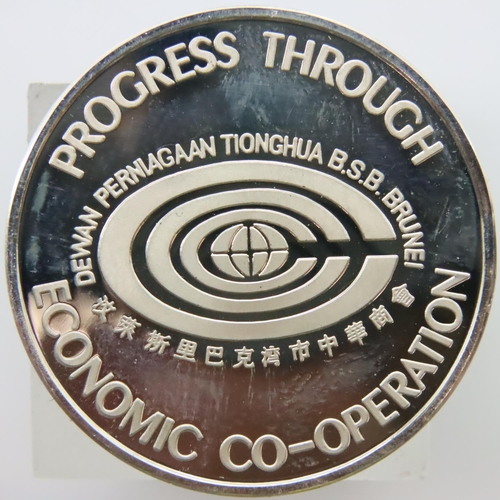 PROGRESS THROUGH
DEWAN PERNIAGAAN TIONGHUA B.S.B. BRUNEI
汶萊斯里巴克湾市中華商會
ECONOMIC CO-OPERATION